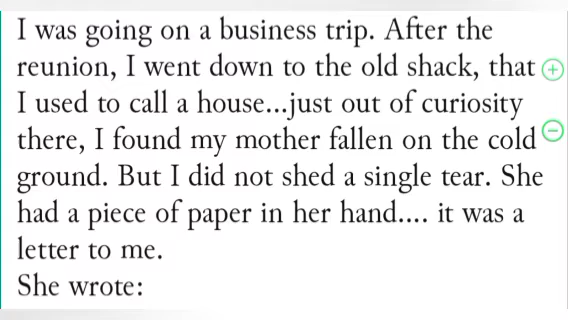 I was going on a business trip. After the
reunion, I went down to the old shack, that
I used to call a house...just out of curiosity
there, I found my mother fallen on the cold
ground. But I did not shed a single tear. She
had a piece of paper in her hand.... it was a
letter to me.
She wrote: